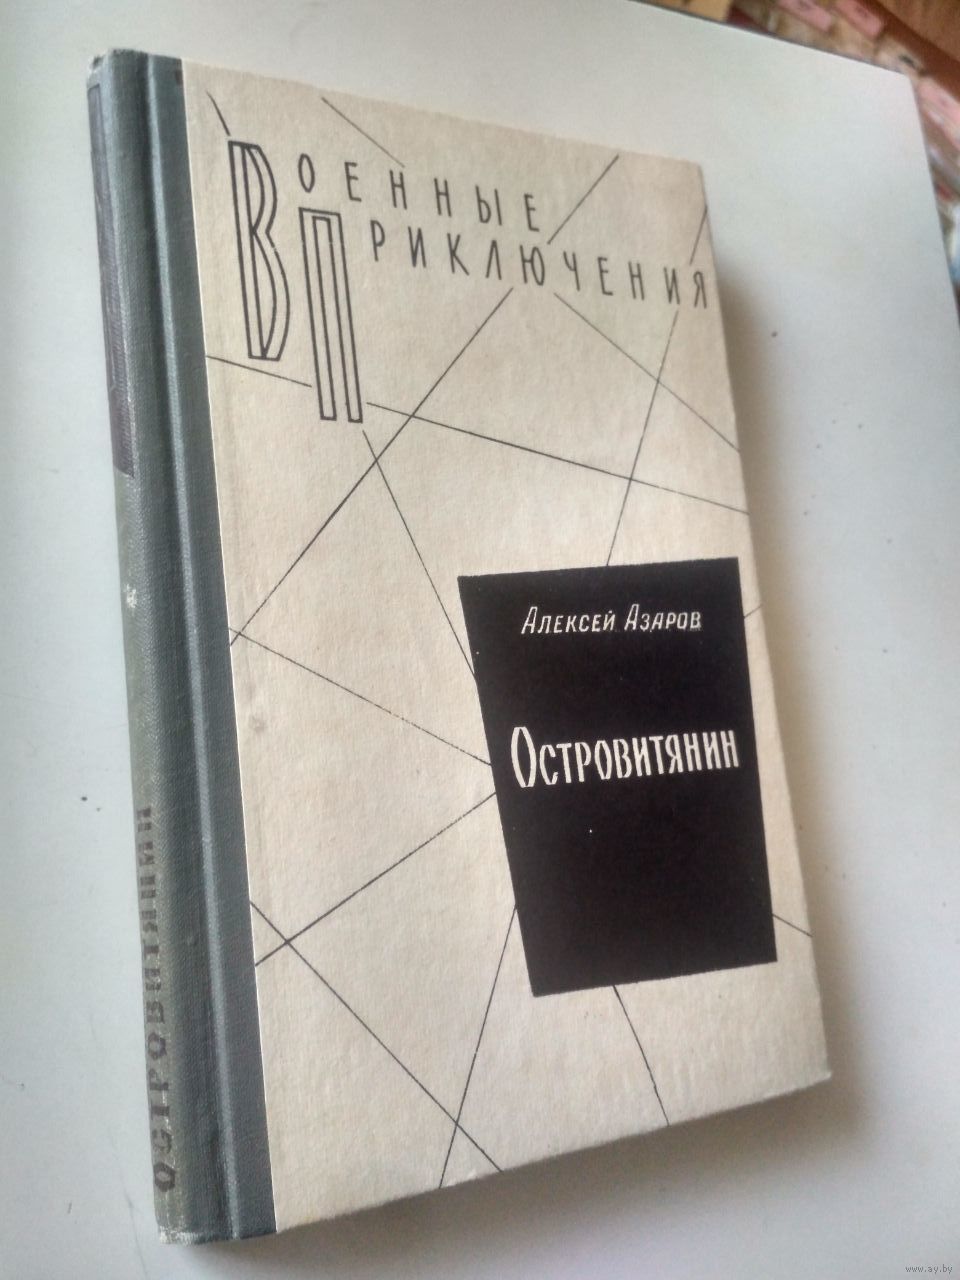 Военные
Приключения
Алексей Азаров
Островитянин
ОСТРОВИТЯНИН
www.ay.by